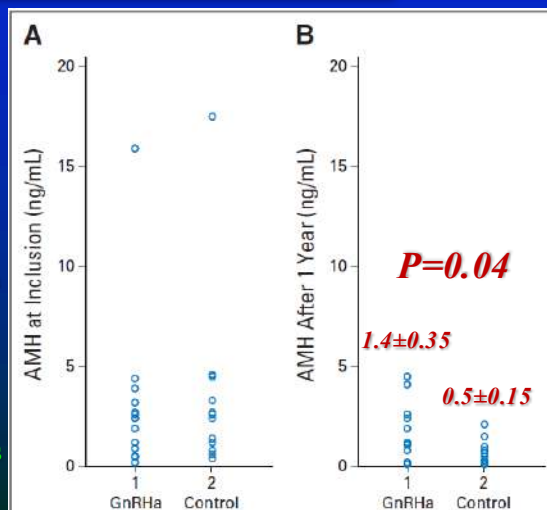 A
AMH at Inclusion (ng/mL)
20
15
10
5
0
1
GnRHa
2
Control
B
AMH After 1 Year (ng/mL)
20
15
10
5
0
P=0.04
1.4±0.35
0.5±0.15
1
GnRHa
2
Control